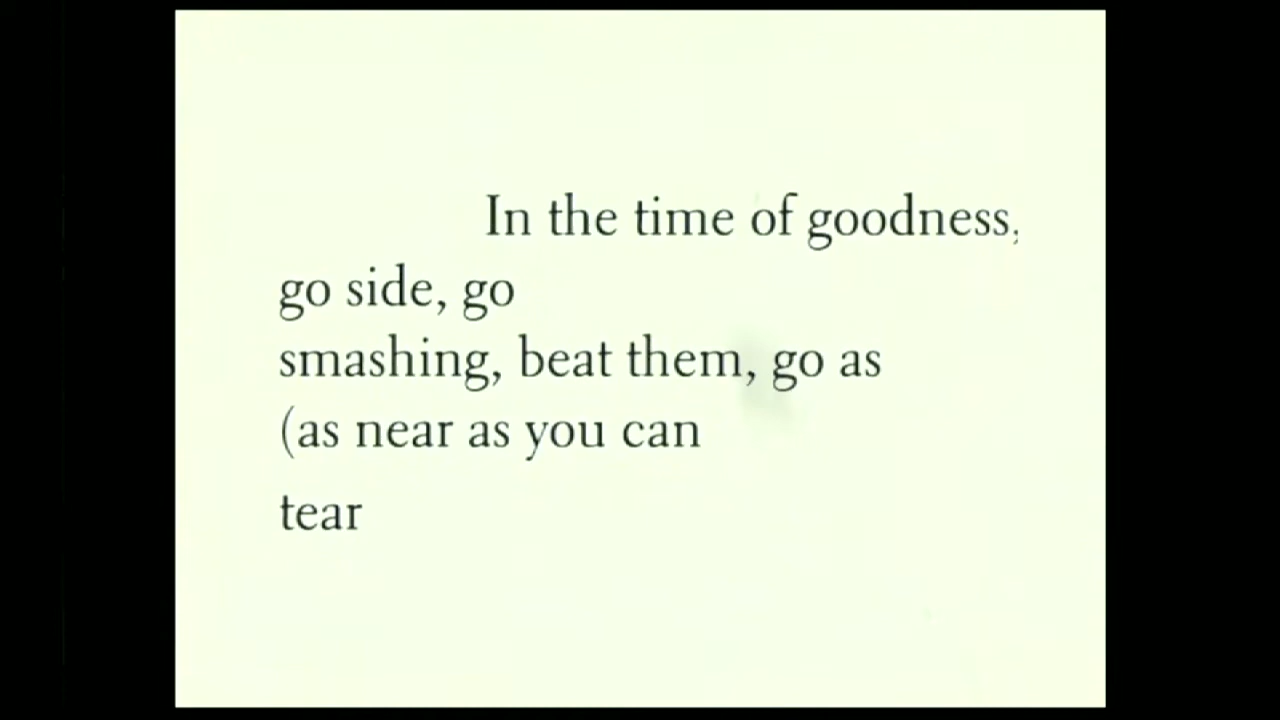 In the time of goodness,
go side, go
smashing, beat them, go as
(as near as you can
tear